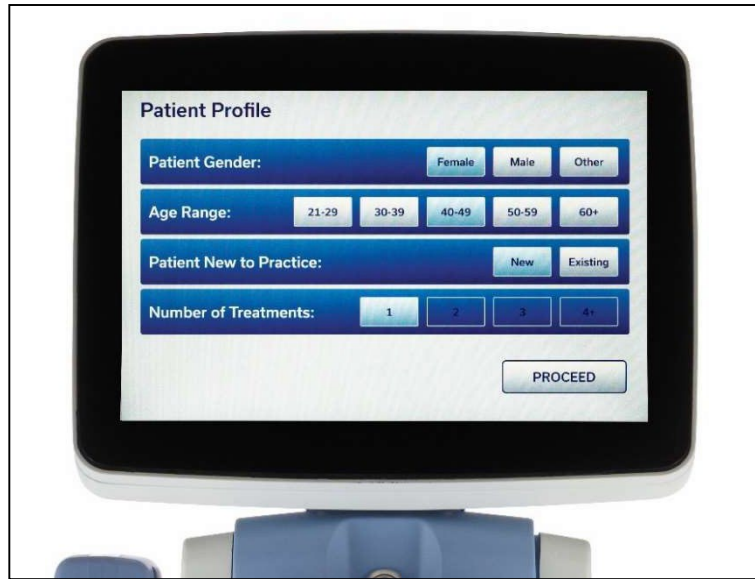 Patient Profile
Patient Gender: Female Male Other
Age Range: 21-29 30-39 40-49 50-59 60+
Patient New to Practice: New Existing
Number of Treatments: 1 2 3 4+
PROCEED